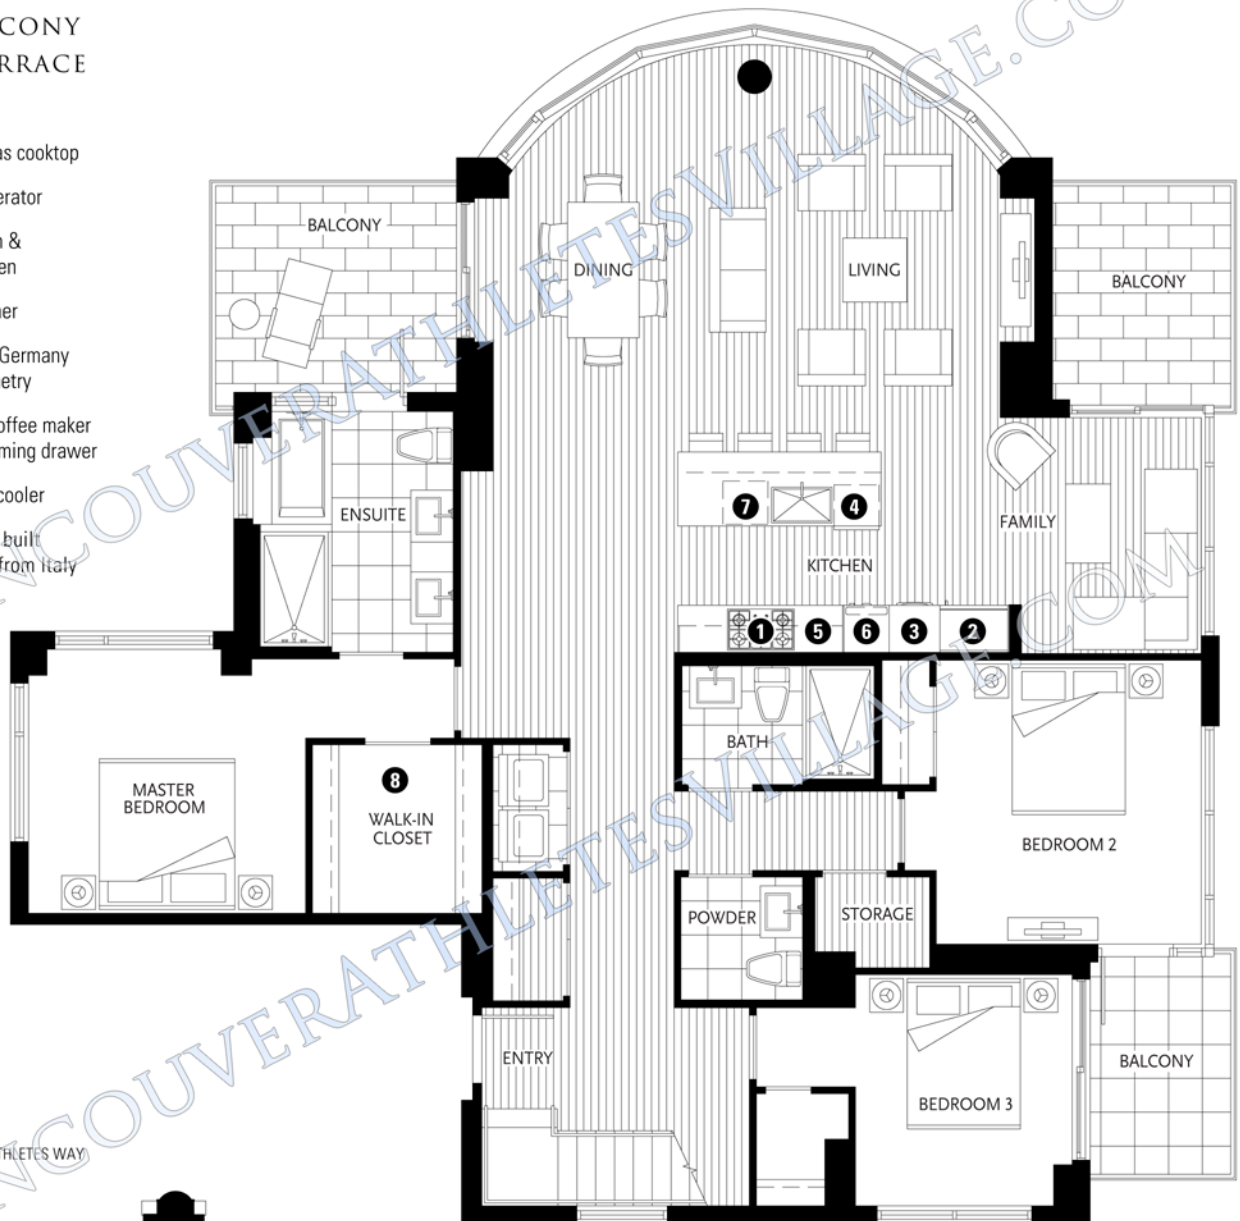 CONY
RRACE
as cooktop
erator
n &
en
her
Germany
etry
offee maker
ming drawer
cooler
built
from Italy
BALCONY
DINING
LIVING
BALCONY
ENSUITE
7
4
FAMILY
KITCHEN
1
5
6
3
2
BATH
MASTER
BEDROOM
8
WALK-IN
CLOSET
BEDROOM 2
POWDER
STORAGE
ENTRY
BALCONY
BEDROOM 3
THLETES WAY
VANCOUVERATHLETESVILLAGE.COM
NCOUVERATHLETESVILLAGE.COM